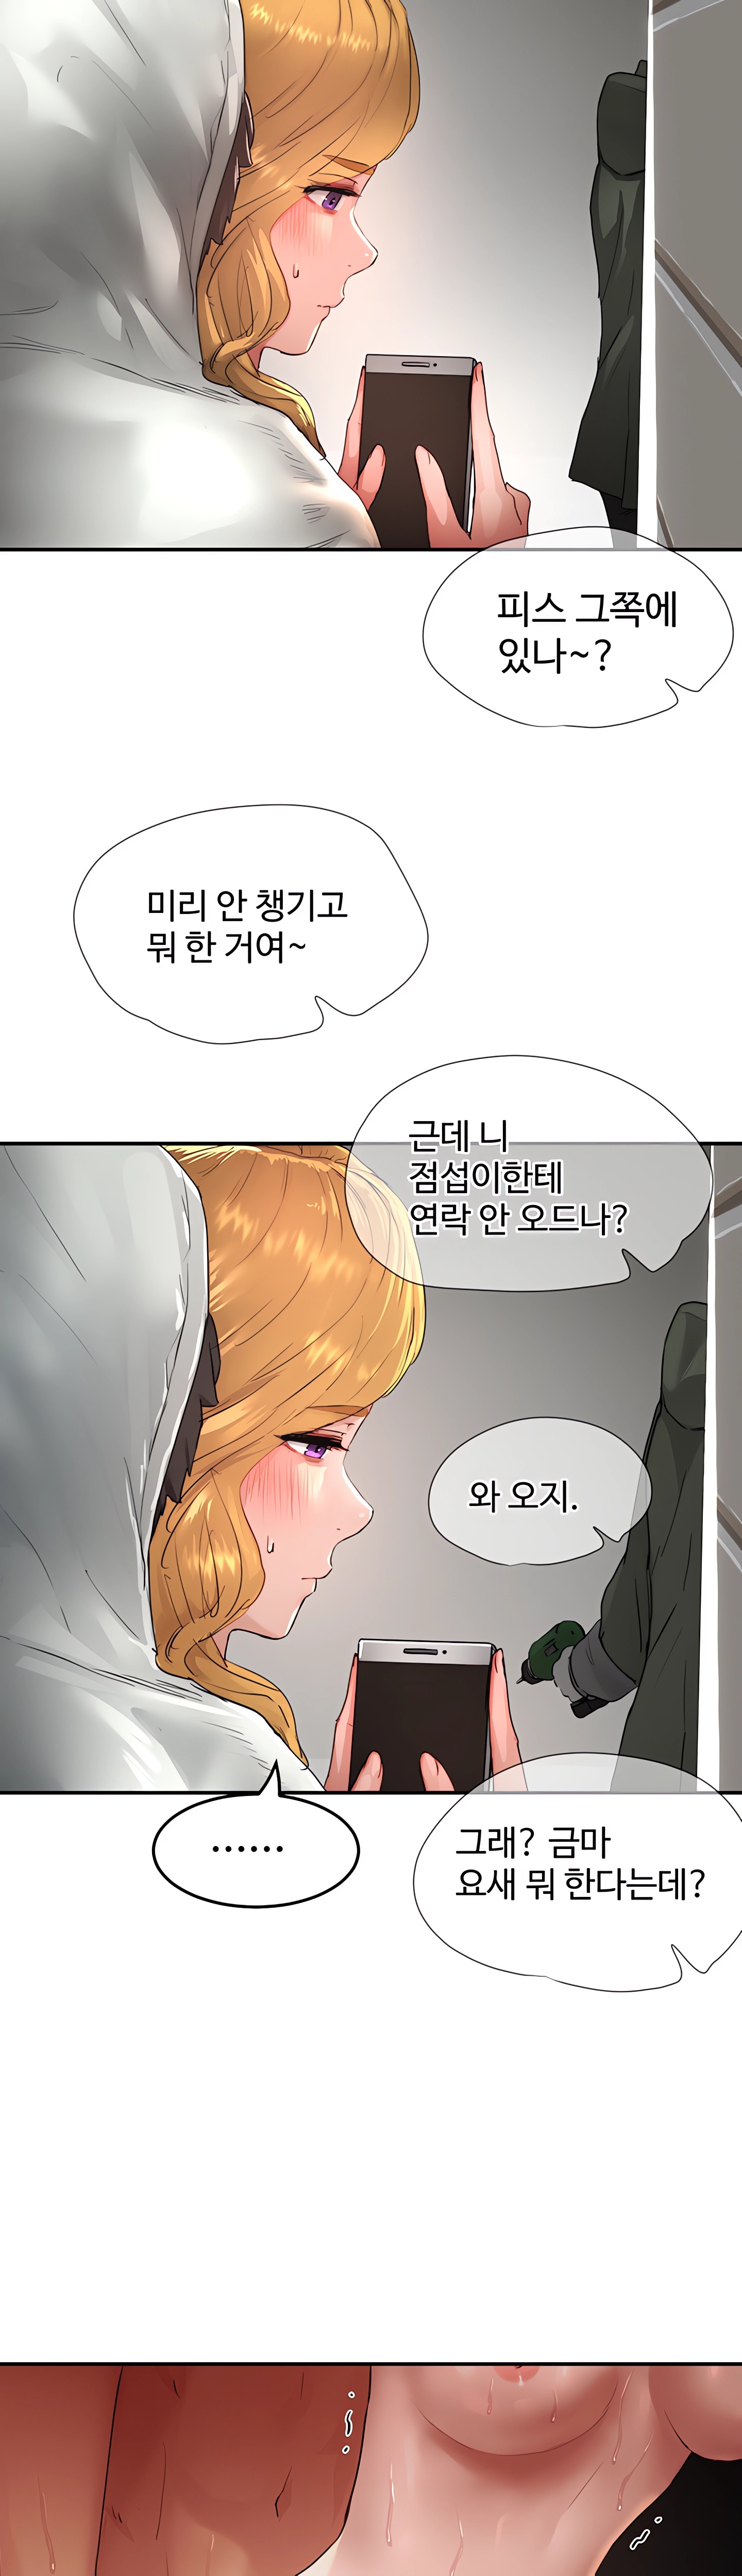 피스 그쪽에
있나~?
미리 안 챙기고
뭐 한 거여~
근데 니
점섭이한테
연락 안 오드나?
와 오지.
......
그래? 금마
요새 뭐 한다는데?